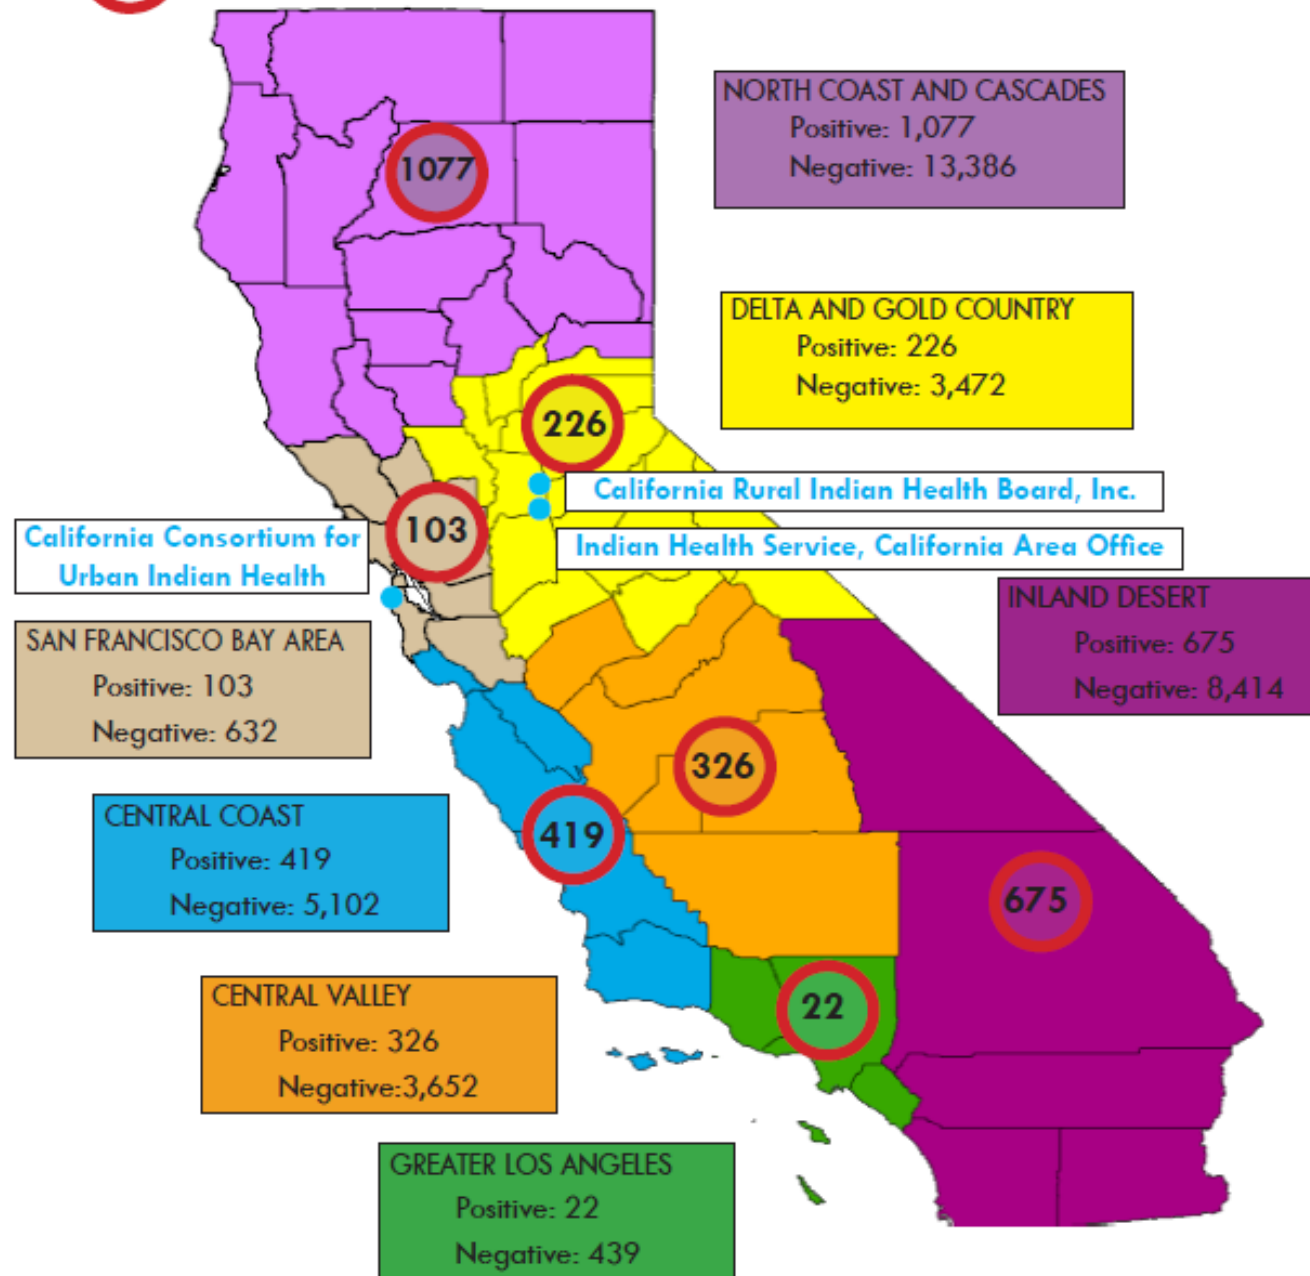 NORTH COAST AND CASCADES
Positive: 1,077
Negative: 13,386
1077
DELTA AND GOLD COUNTRY
Positive: 226
Negative: 3,472
226
California Rural Indian Health Board, Inc.
Indian Health Service, California Area Office
103
California Consortium for
Urban Indian Health
SAN FRANCISCO BAY AREA
Positive: 103
Negative: 632
INLAND DESERT
Positive: 675
Negative: 8,414
326
419
CENTRAL COAST
Positive: 419
Negative: 5,102
675
CENTRAL VALLEY
Positive: 326
Negative:3,652
22
GREATER LOS ANGELES
Positive: 22
Negative: 439